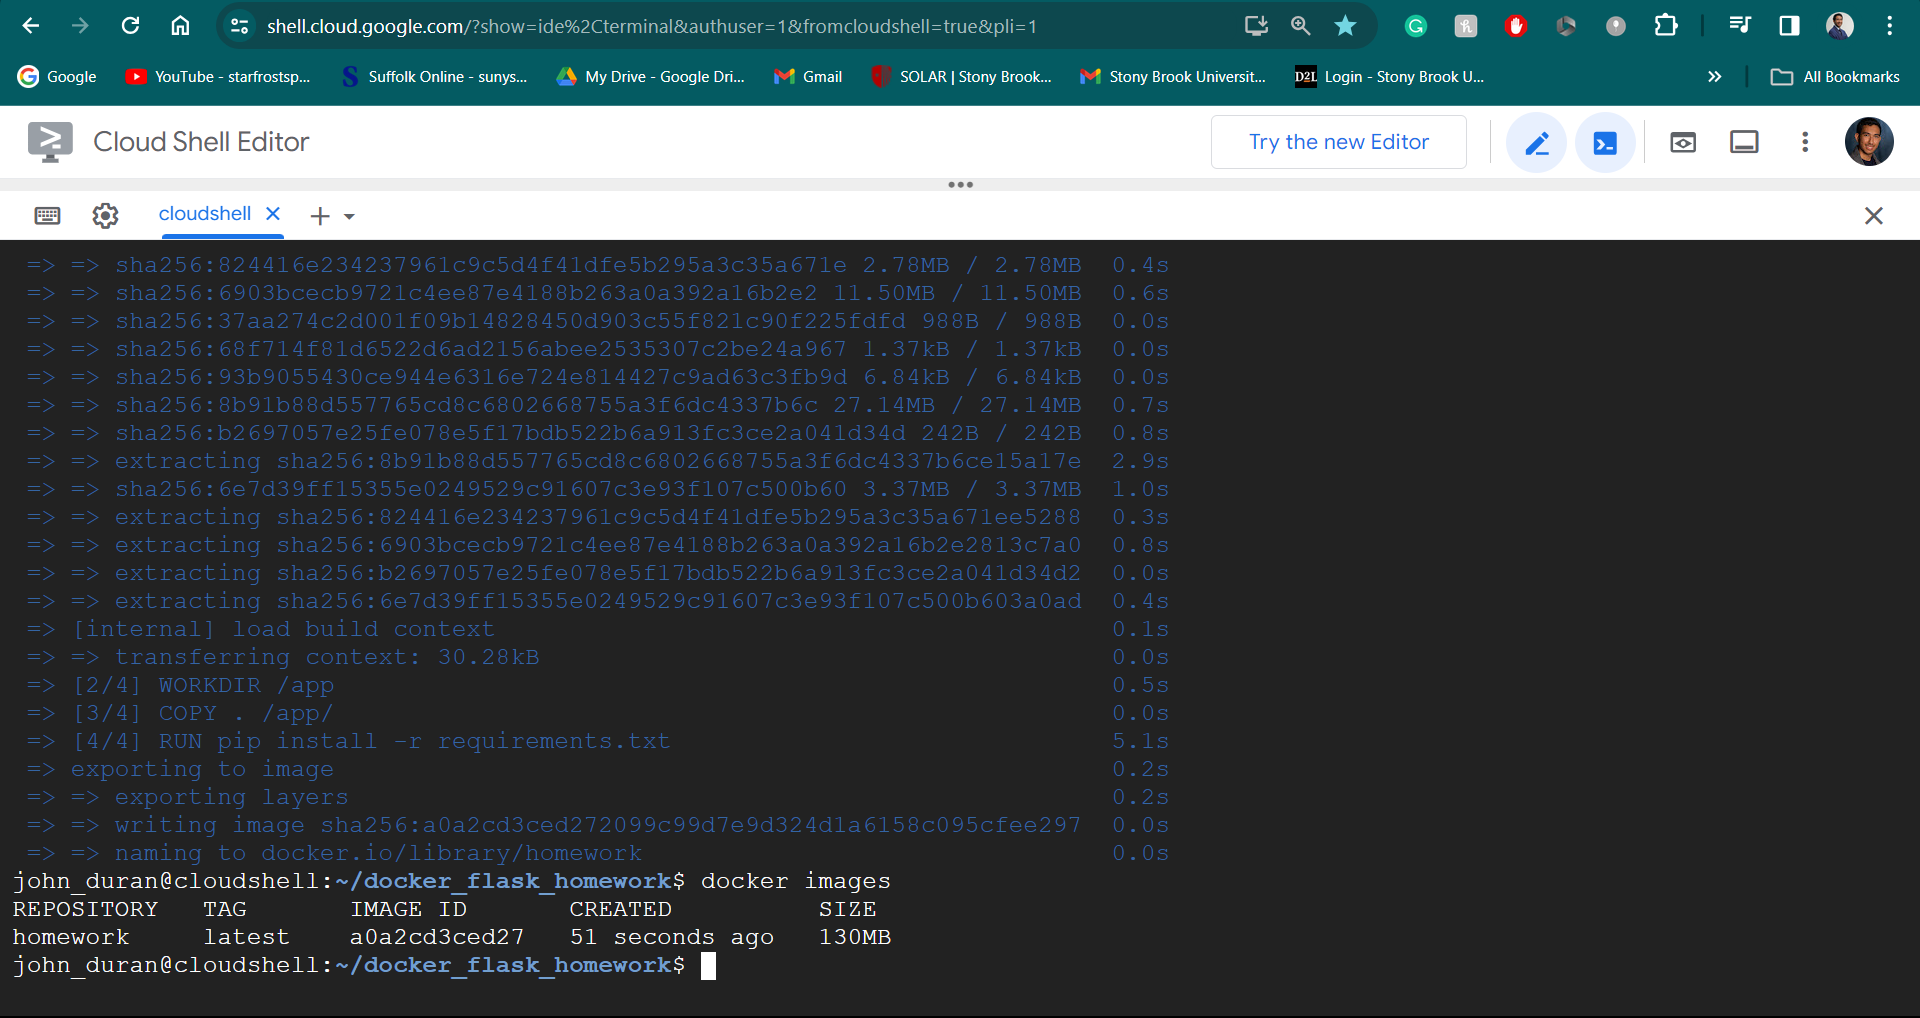 shell.cloud.google.com/?show=ide%2Cterminal&authuser=1&fromcloudshell=true&pli=1
Google YouTube - starfrostsp... Suffolk Online - sunys... My Drive - Google Dri... Gmail SOLAR | Stony Brook... Stony Brook Universit... D2L Login - Stony Brook U... » All Bookmarks
Cloud Shell Editor Try the new Editor
cloudshell
=> => sha256:824416e234237961c9c5d4f41dfe5b295a3c35a671e 2.78MB / 2.78MB 0.4s
=> => sha256:6903bcecb9721c4ee87e4188b263a0a392a16b2e2 11.50MB / 11.50MB 0.6s
=> => sha256:37aa274c2d001f09b14828450d903c55f821c90f225fdfd 988B / 988B 0.0s
=> => sha256:68f714f81d6522d6ad2156abee2535307c2be24a967 1.37kB / 1.37kB 0.0s
=> => sha256:93b9055430ce944e6316e724e814427c9ad63c3fb9d 6.84kB / 6.84kB 0.0s
=> => sha256:8b91b88d557765cd8c6802668755a3f6dc4337b6c 27.14MB / 27.14MB 0.7s
=> => sha256:b2697057e25fe078e5f17bdb522b6a913fc3ce2a041d34d 242B / 242B 0.8s
=> => extracting sha256:8b91b88d557765cd8c6802668755a3f6dc4337b6ce15a17e 2.9s
=> => sha256:6e7d39ff15355e0249529c91607c3e93f107c500b60 3.37MB / 3.37MB 1.0s
=> => extracting sha256:824416e234237961c9c5d4f41dfe5b295a3c35a671ee5288 0.3s
=> => extracting sha256:6903bcecb9721c4ee87e4188b263a0a392a16b2e2813c7a0 0.8s
=> => extracting sha256:b2697057e25fe078e5f17bdb522b6a913fc3ce2a041d34d2 0.0s
=> => extracting sha256:6e7d39ff15355e0249529c91607c3e93f107c500b603a0ad 0.4s
=> [internal] load build context 0.1s
=> => transferring context: 30.28kB 0.0s
=> [2/4] WORKDIR /app 0.5s
=> [3/4] COPY . /app/ 0.0s
=> [4/4] RUN pip install -r requirements.txt 5.1s
=> exporting to image 0.2s
=> => exporting layers 0.2s
=> => writing image sha256:a0a2cd3ced272099c99d7e9d324d1a6158c095cfee297 0.0s
=> => naming to docker.io/library/homework 0.0s
john_duran@cloudshell:~/docker_flask_homework$ docker images
REPOSITORY TAG IMAGE ID CREATED SIZE
homework latest a0a2cd3ced27 51 seconds ago 130MB
john_duran@cloudshell:~/docker_flask_homework$